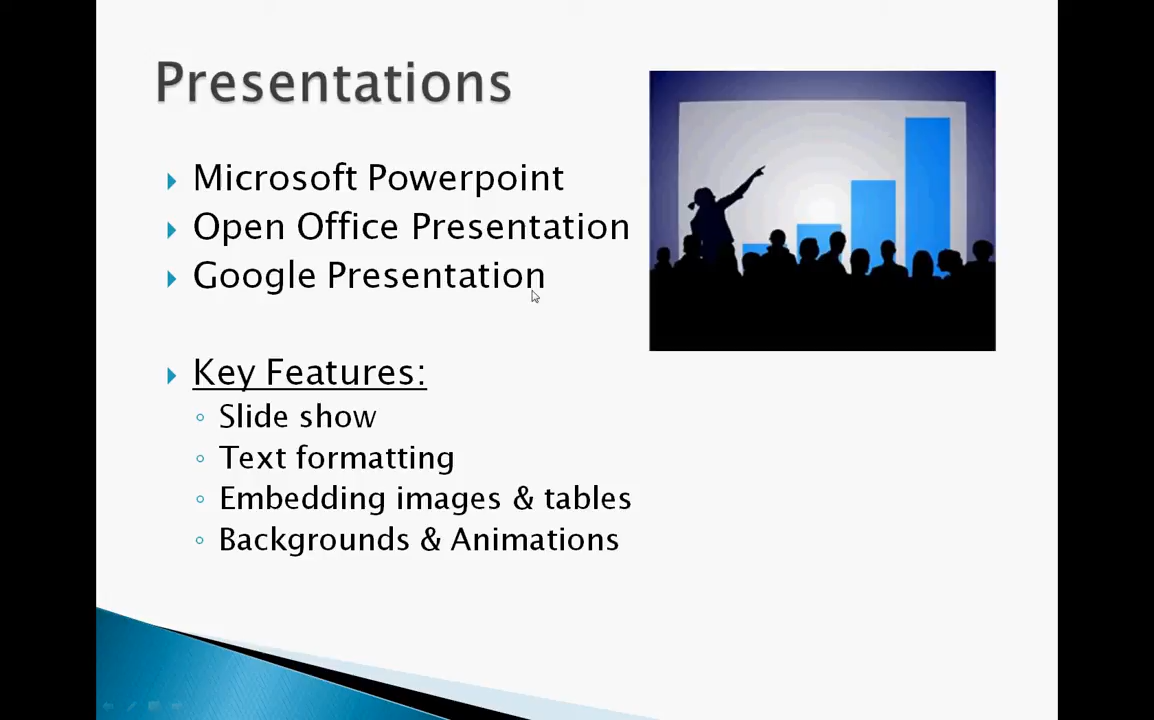 Presentations
Microsoft Powerpoint
Open Office Presentation
Google Presentation
Key Features:
Slide show
Text formatting
Embedding images & tables
Backgrounds & Animations